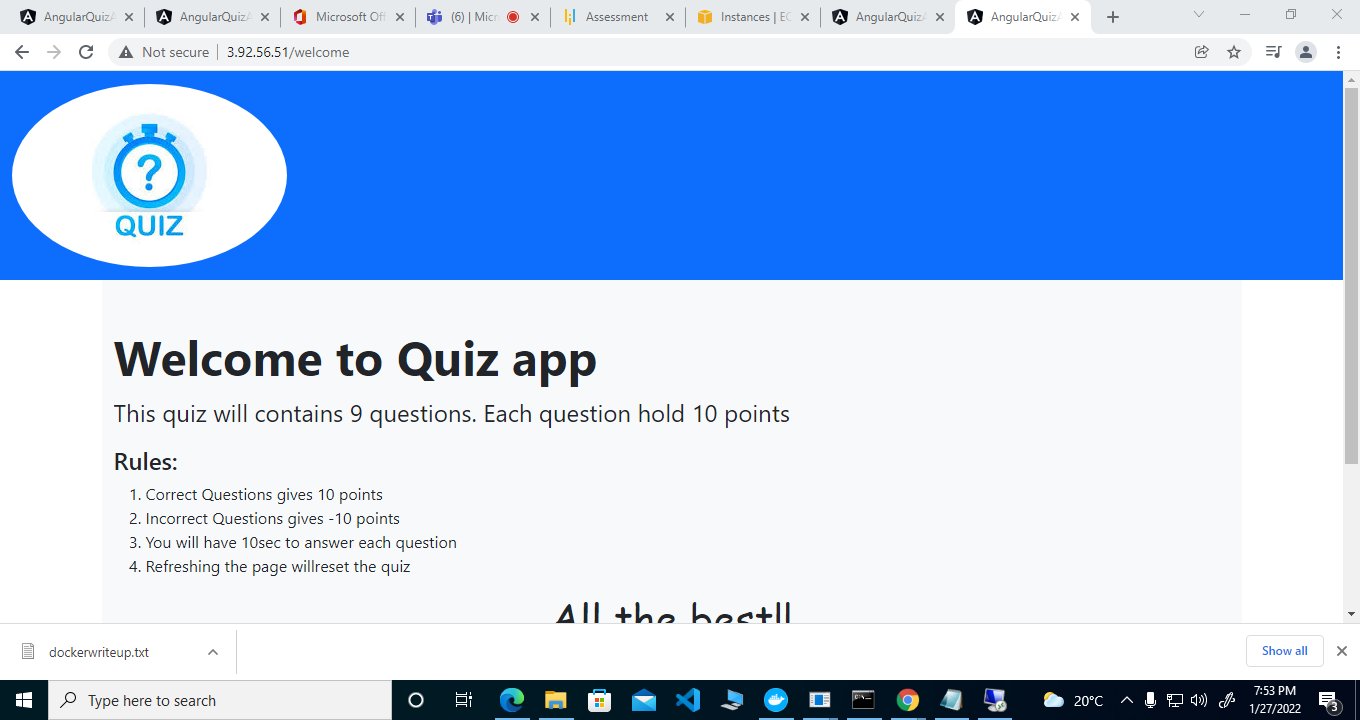 AngularQuizA
AngularQuizA
Microsoft Off
(6) | Micr
Assessment
Instances | EC
AngularQuizA
AngularQuizA
Not secure
3.92.56.51/welcome
?
QUIZ
Welcome to Quiz app
This quiz will contains 9 questions. Each question hold 10 points
Rules:
1. Correct Questions gives 10 points
2. Incorrect Questions gives -10 points
3. You will have 10sec to answer each question
4. Refreshing the page willreset the quiz
All the best!!
dockerwriteup.txt
Show all
Type here to search
20°C
7:53 PM
1/27/2022
3